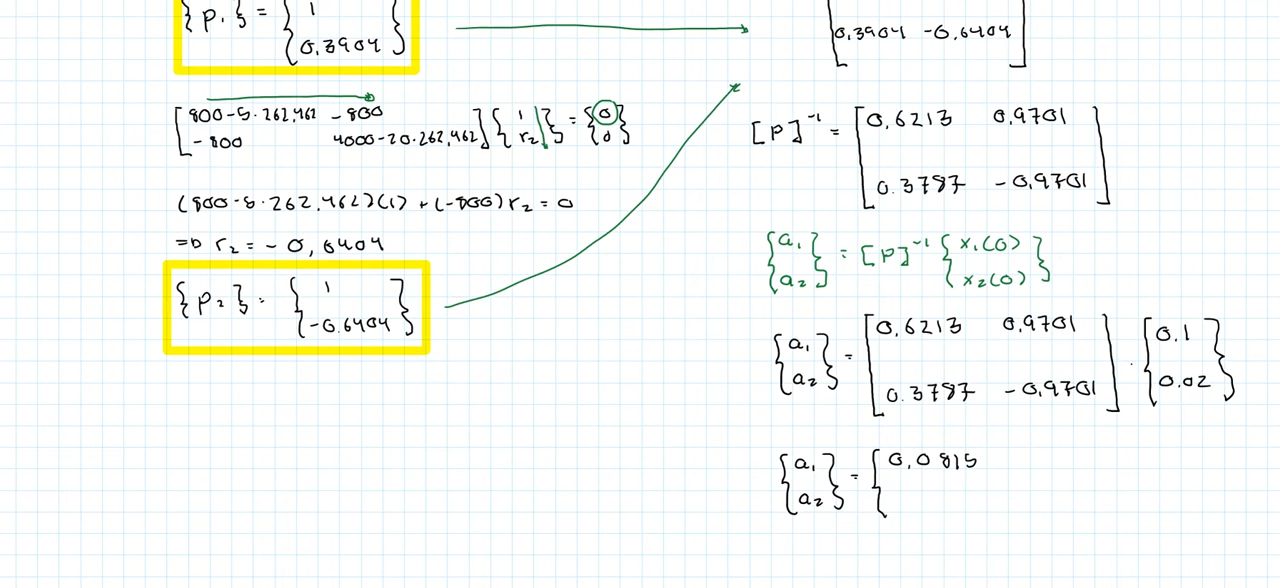 {p₁} = { 1
0,3904 }
[ 800-5·262,462 -800
-800 4000-20·262,462 ] { 1
r₂ } = { 0
0 }
(800-5·262,462)(1) + (-800) r₂ = 0
=D r₂ = -0,6404
{p₂} = { 1
-0.6404 }
0,3904 -0,6404 ]
[P]⁻¹ = [ 0,6213 0,9701
0.3787 -0,9701 ]
{ a₁
a₂ } = [P]⁻¹ { x₁(0)
x₂(0) }
{ a₁
a₂ } = [ 0,6213 0,9701
0.3787 -0,9701 ] · { 0.1
0.02 }
{ a₁
a₂ } = { 0,0815